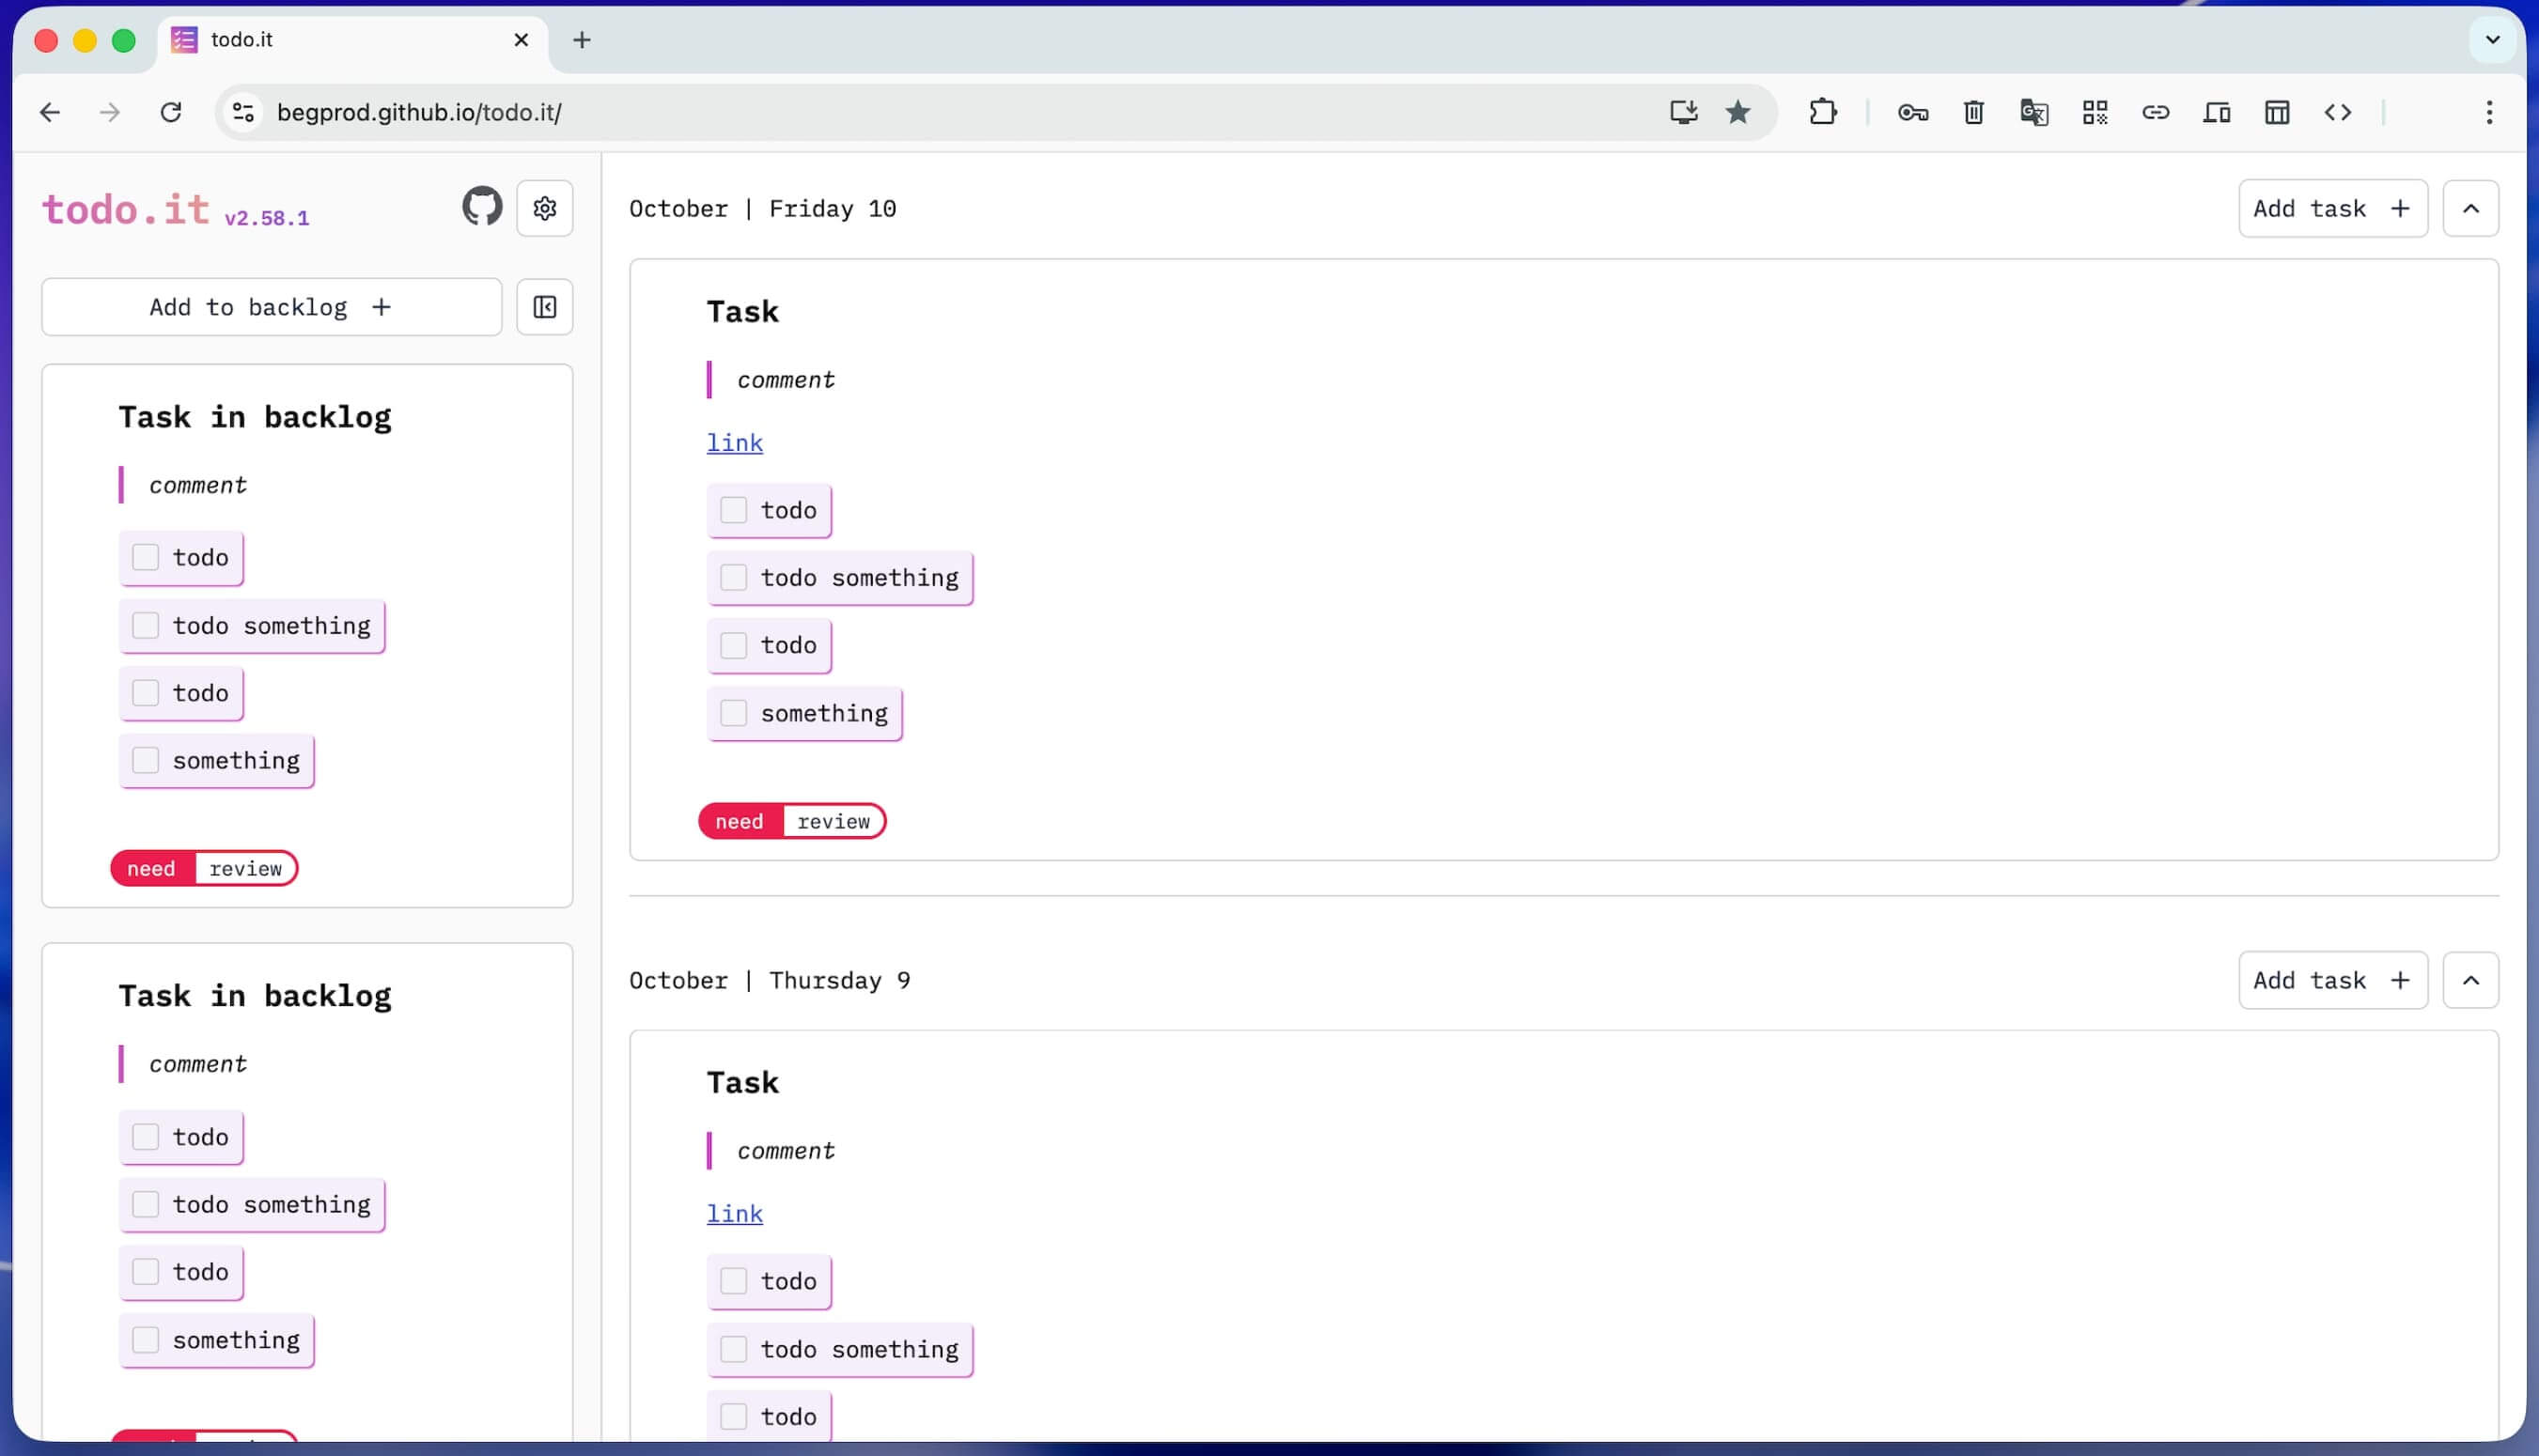 todo.it
begprod.github.io/todo.it/
todo.it v2.58.1
Add to backlog +
Task in backlog
comment
todo
todo something
todo
something
need review
Task in backlog
comment
todo
todo something
todo
something
October | Friday 10
Add task +
Task
comment
link
todo
todo something
todo
something
need review
October | Thursday 9
Add task +
Task
comment
link
todo
todo something
todo